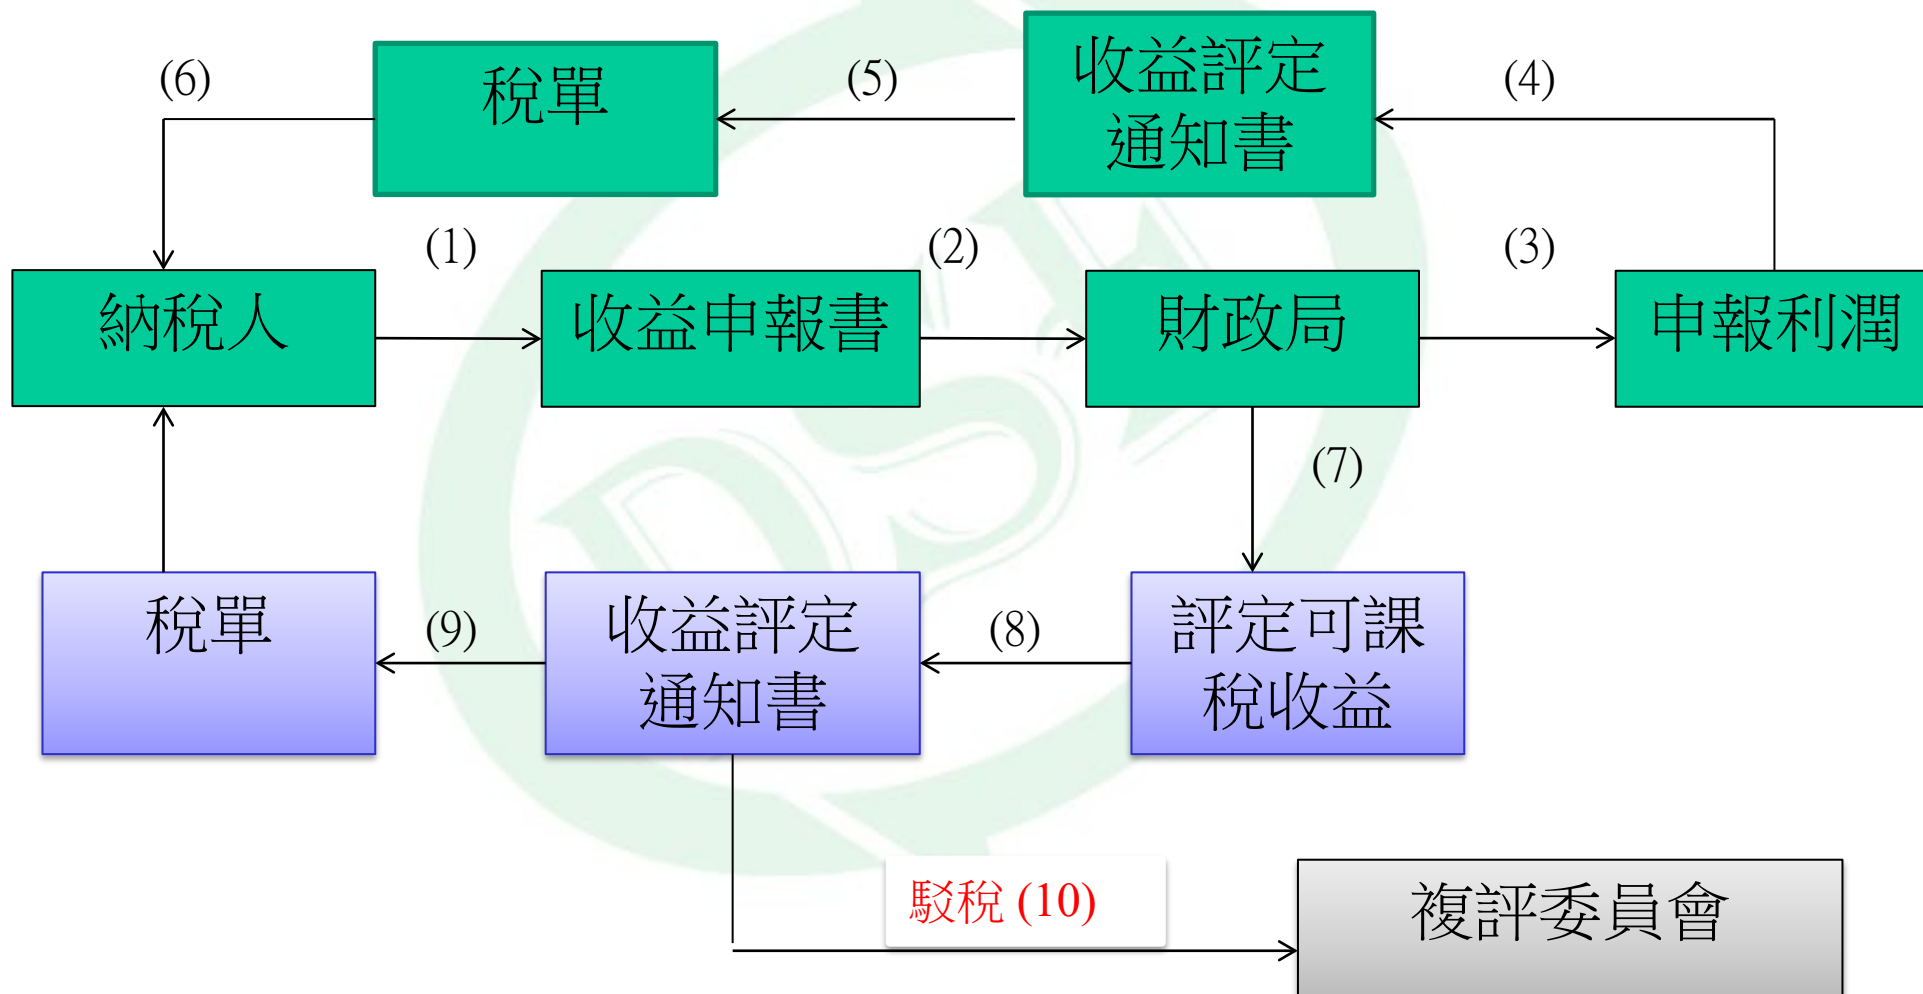 (6)
稅單
(5)
收益評定
通知書
(4)
(1)
(2)
(3)
納稅人
收益申報書
財政局
申報利潤
(7)
稅單
(9)
收益評定
通知書
(8)
評定可課
稅收益
駁稅 (10)
複評委員會
DSF